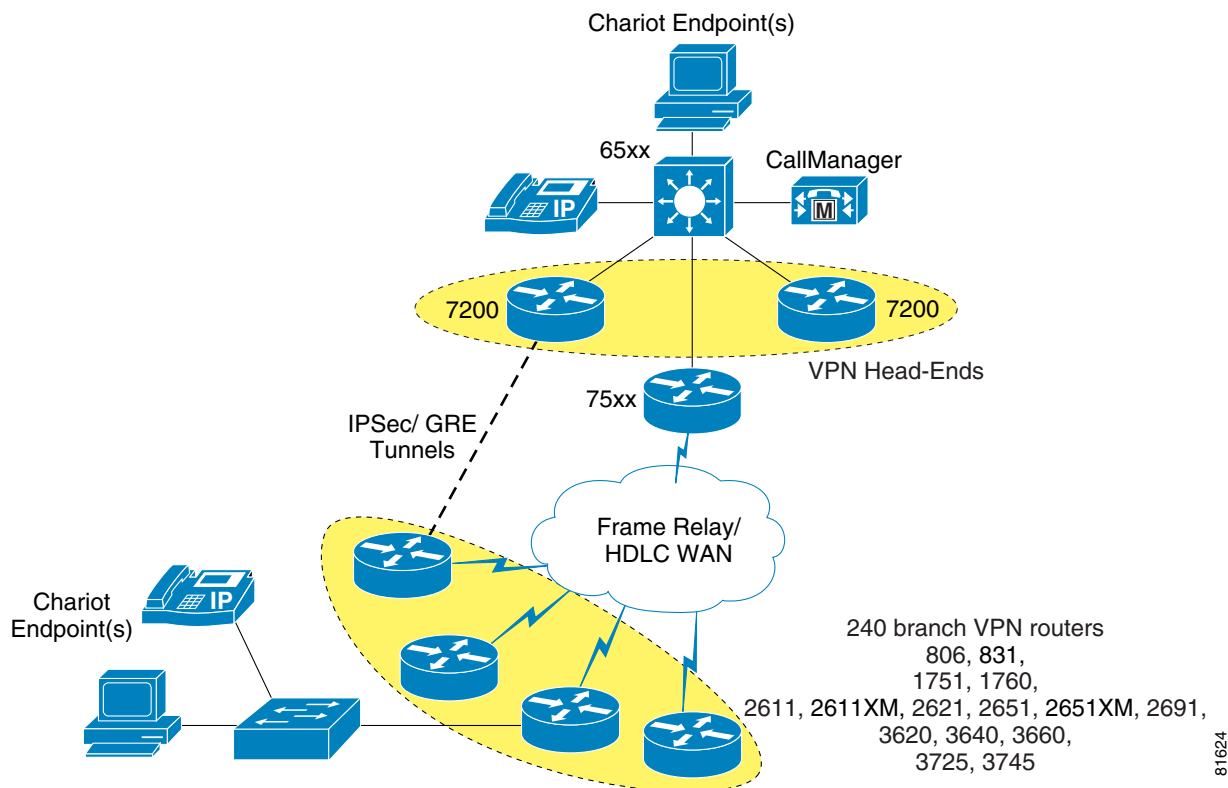 Chariot Endpoint(s)
65xx
CallManager
IP
M
7200
7200
VPN Head-Ends
75xx
IPSec/ GRE
Tunnels
Frame Relay/
HDLC WAN
IP
Chariot
Endpoint(s)
240 branch VPN routers
806, 831,
1751, 1760,
2611, 2611XM, 2621, 2651, 2651XM, 2691,
3620, 3640, 3660,
3725, 3745
81624